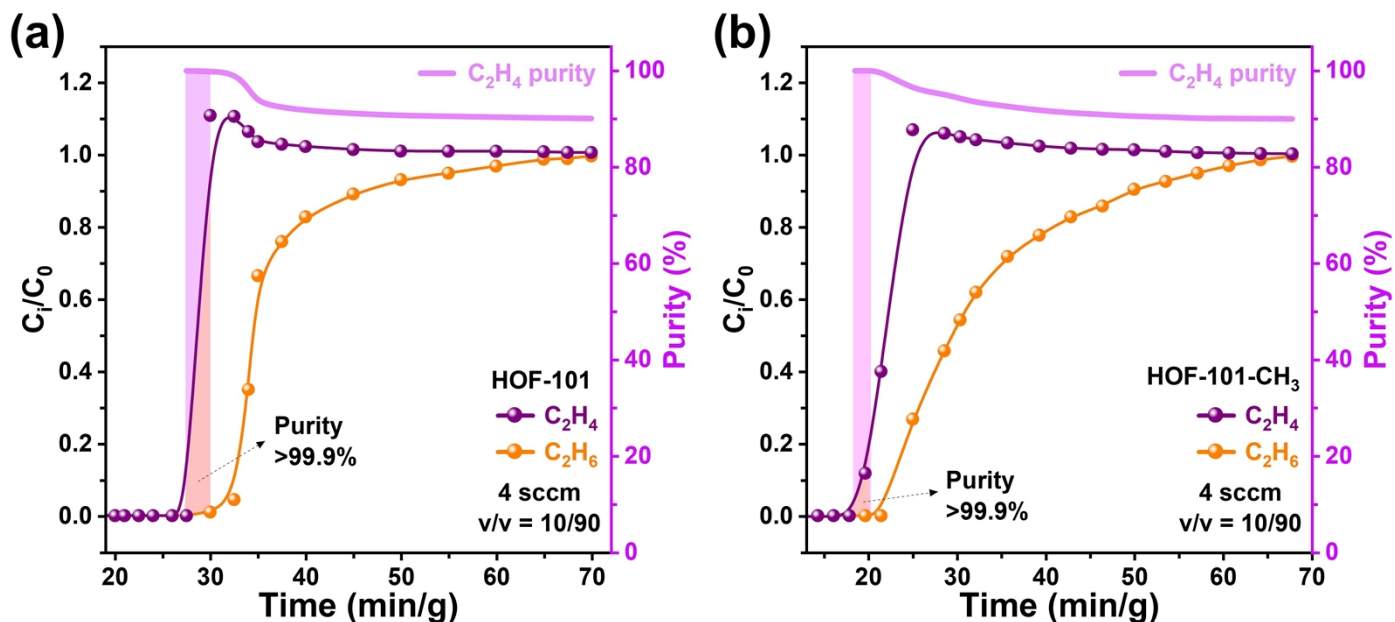 (a)
C₂H₄ purity
1.2
1.0
0.8
0.6
0.4
0.2
0.0
Cᵢ/C₀
100
80
60
40
20
0
Purity (%)
HOF-101
C₂H₄
C₂H₆
Purity
>99.9%
4 sccm
v/v = 10/90
20 30 40 50 60 70
Time (min/g)
(b)
C₂H₄ purity
1.2
1.0
0.8
0.6
0.4
0.2
0.0
Cᵢ/C₀
100
80
60
40
20
0
Purity (%)
HOF-101-CH₃
C₂H₄
C₂H₆
Purity
>99.9%
4 sccm
v/v = 10/90
20 30 40 50 60 70
Time (min/g)